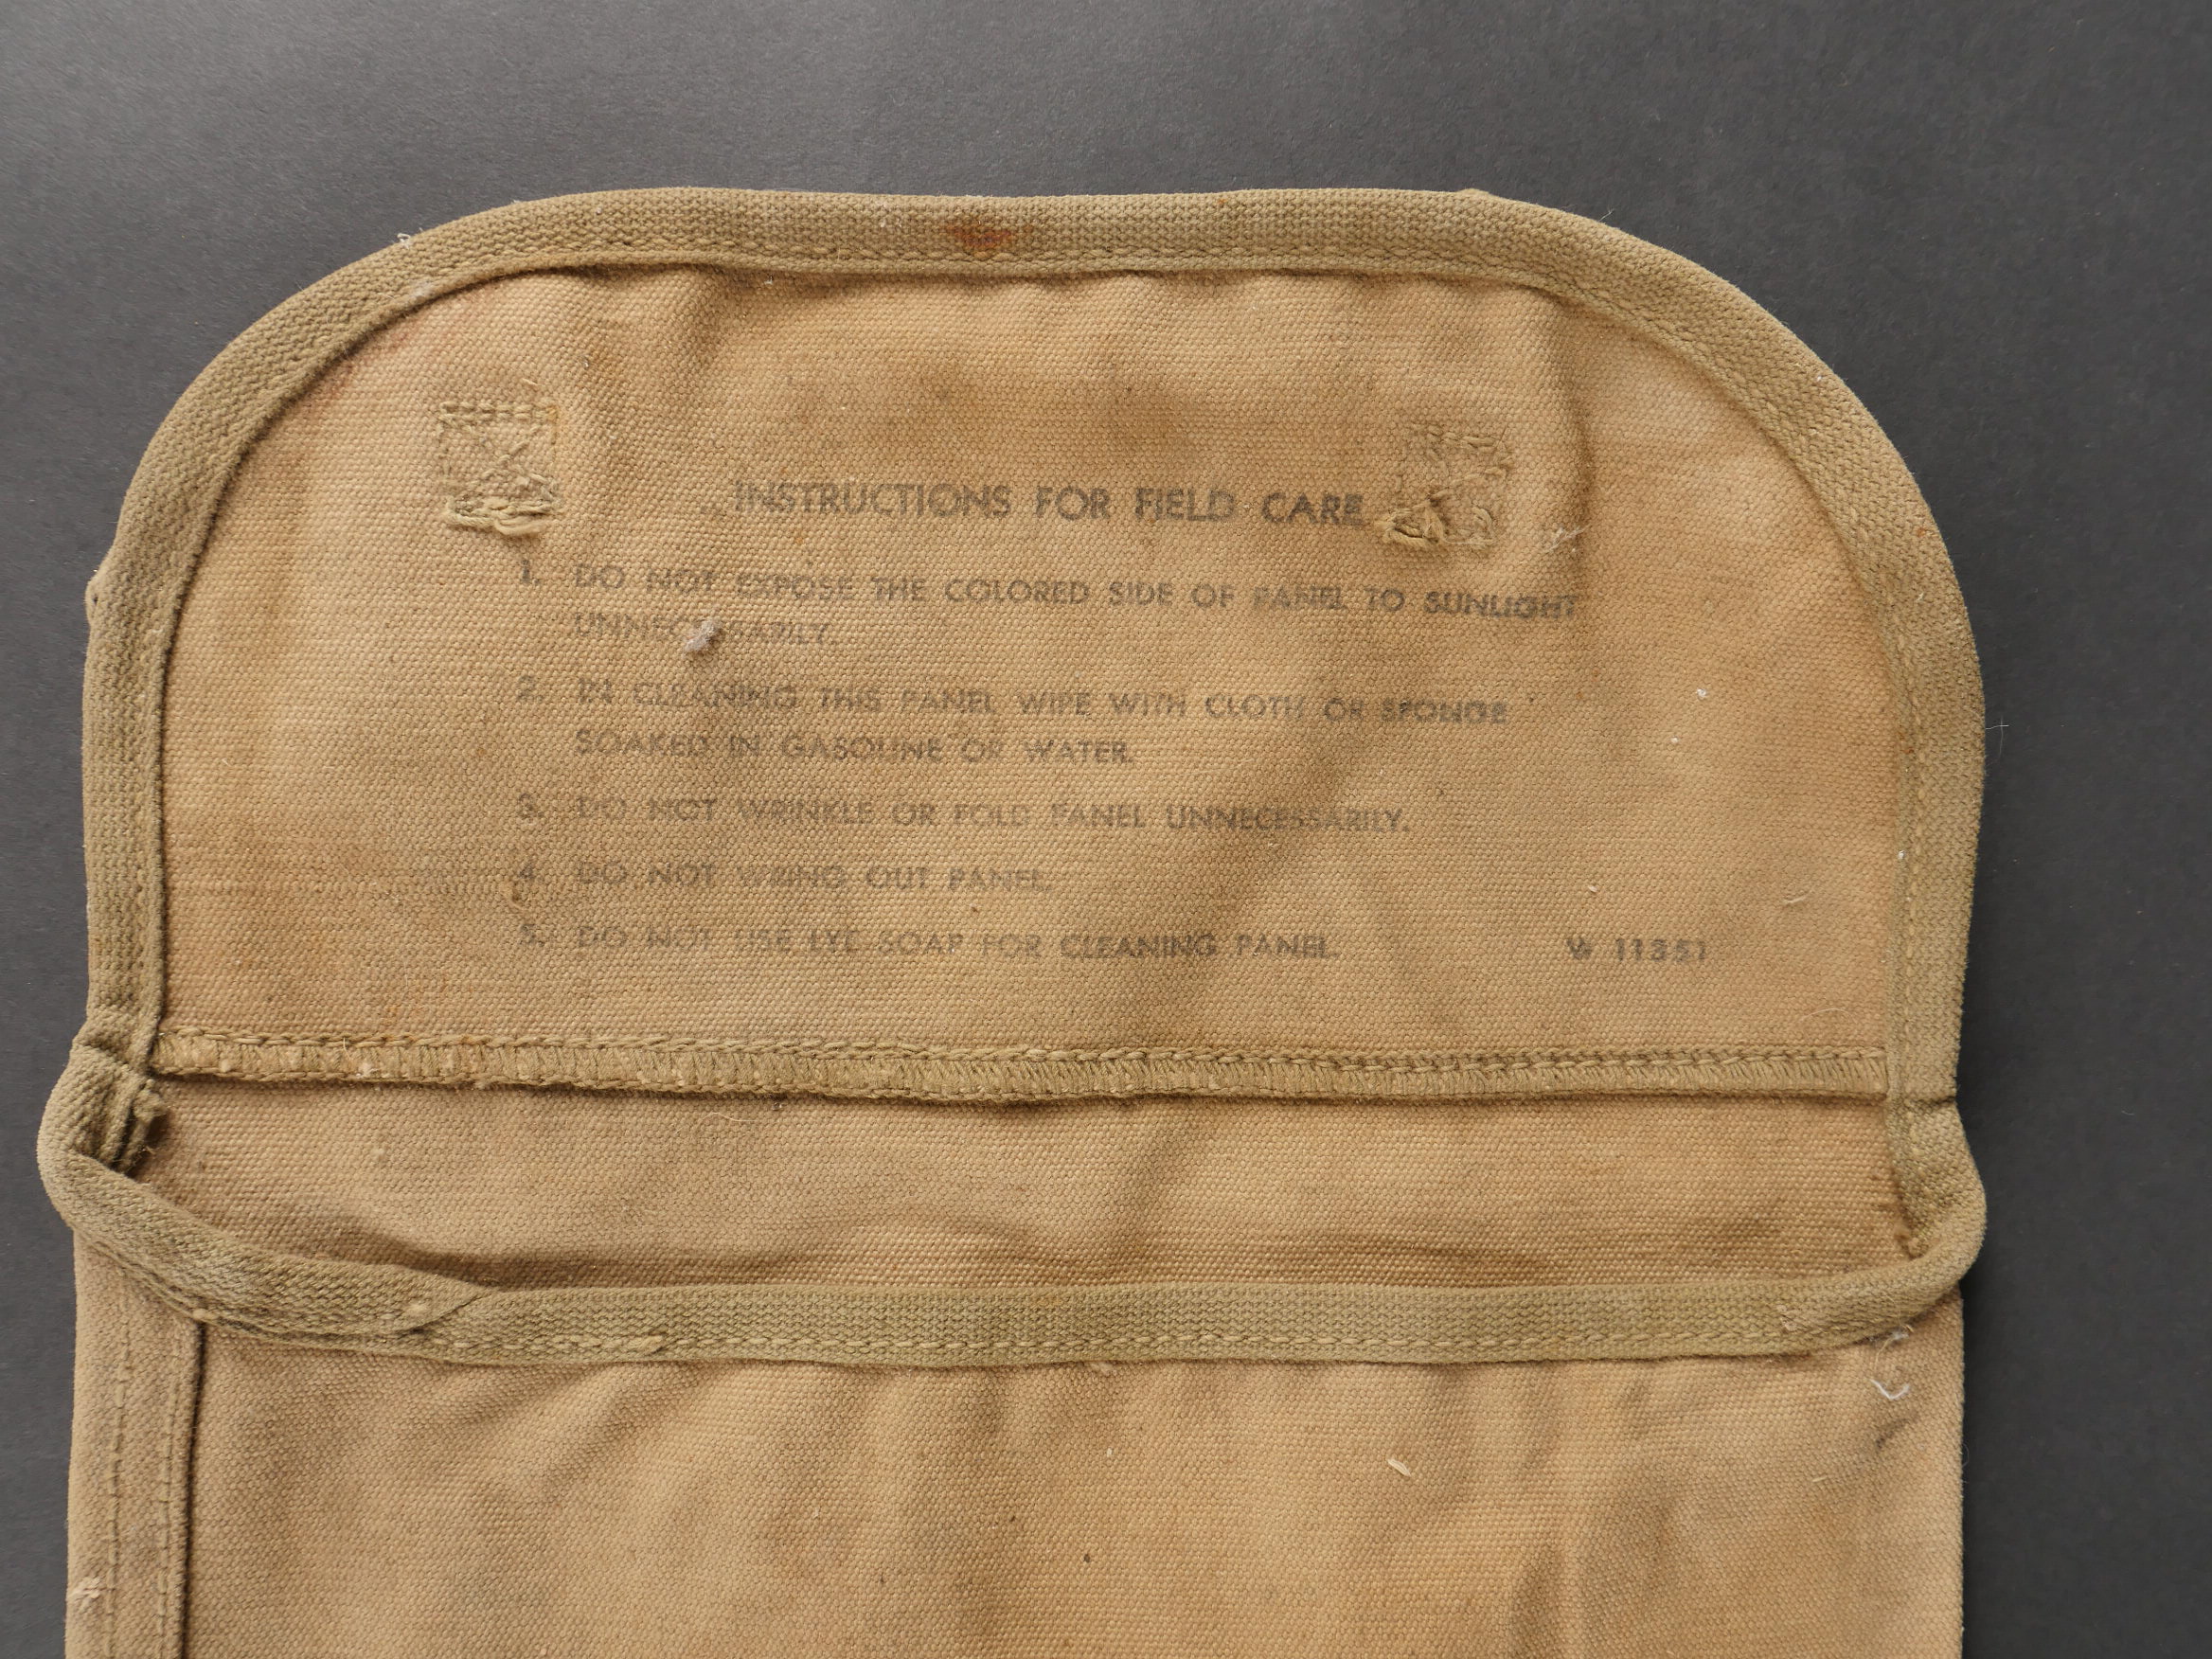 INSTRUCTIONS FOR FIELD CARE
1. DO NOT EXPOSE THE COLORED SIDE OF PANEL TO SUNLIGHT
UNNECESSARILY.
2. IN CLEANING THIS PANEL WIPE WITH CLOTH OR SPONGE
SOAKED IN GASOLINE OR WATER.
3. DO NOT WRINKLE OR FOLD PANEL UNNECESSARILY.
4. DO NOT WRING OUT PANEL.
5. DO NOT USE LYE SOAP FOR CLEANING PANEL. W 11351